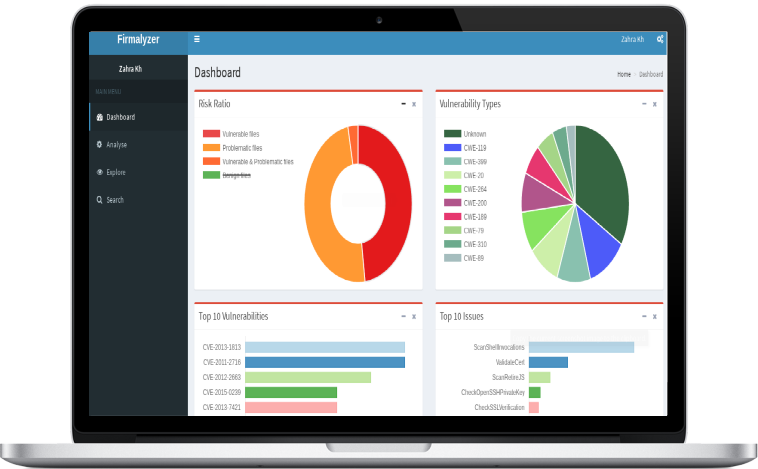 Firmalyzer
Zahra Kh
Zahra Kh
MAIN MENU
Dashboard
Analyse
Explore
Search
Dashboard
Home
Dashboard
Risk Ratio
Vulnerable files
Problematic files
Vulnerable & Problematic files
Benign files
Vulnerability Types
Unknown
CWE-119
CWE-399
CWE-20
CWE-264
CWE-200
CWE-189
CWE-79
CWE-310
CWE-99
Top 10 Vulnerabilities
CVE-2013-1813
CVE-2011-2716
CVE-2012-2663
CVE-2015-0239
CVE-2013-7421
Top 10 Issues
ScanShellInvocations
ValidateCert
ScanRetireJS
CheckOpenSSHPrivateKey
CheckSSLVerification